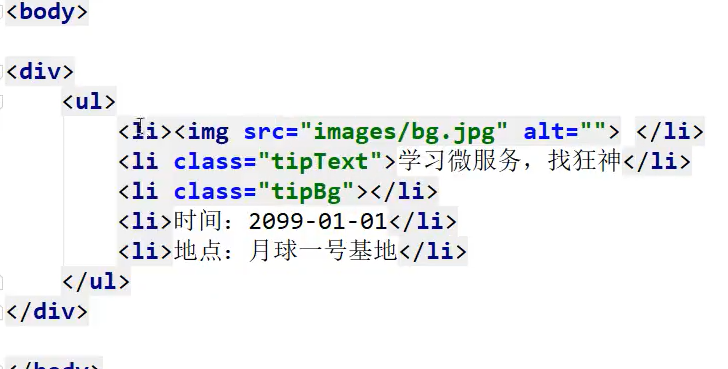 <body>
<div>
<ul>
<li><img src="images/bg.jpg" alt=""> </li>
<li class="tipText">学习微服务，找狂神</li>
<li class="tipBg"></li>
<li>时间：2099-01-01</li>
<li>地点：月球一号基地</li>
</ul>
</div>
</body>